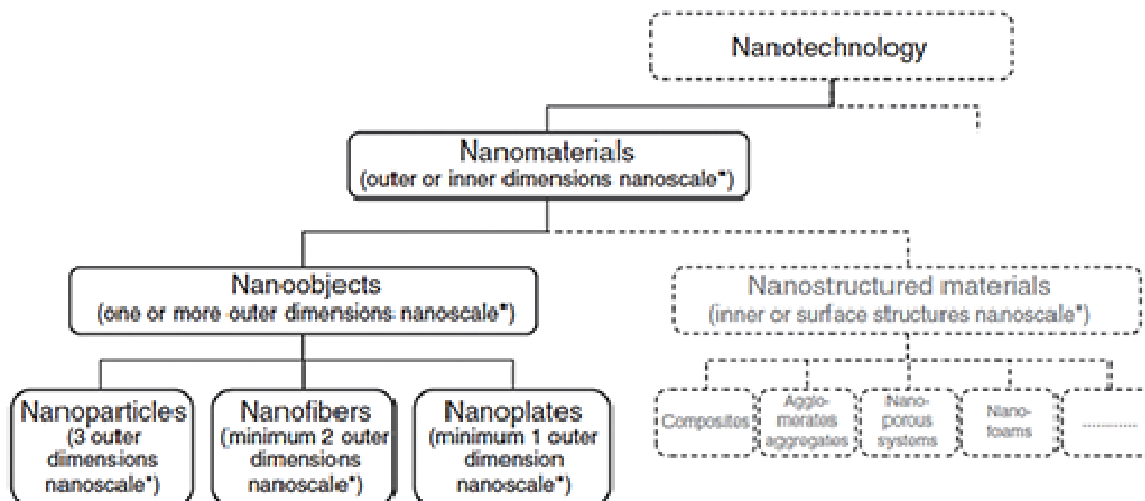 Nanotechnology
Nanomaterials
(outer or inner dimensions nanoscale*)
Nanoobjects
(one or more outer dimensions nanoscale*)
Nanostructured materials
(inner or surface structures nanoscale*)
Nanoparticles
(3 outer
dimensions
nanoscale*)
Nanofibers
(minimum 2 outer
dimensions
nanoscale*)
Nanoplates
(minimum 1 outer
dimension
nanoscale*)
Composites
Agglo-
merates
aggregates
Nano-
porous
systems
Nano-
foams
............